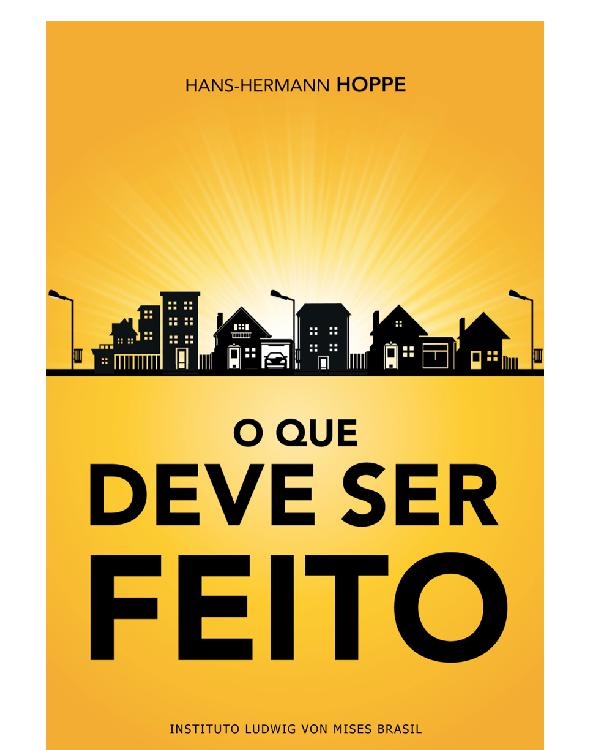 HANS-HERMANN HOPPE
O QUE
DEVE SER
FEITO
INSTITUTO LUDWIG VON MISES BRASIL